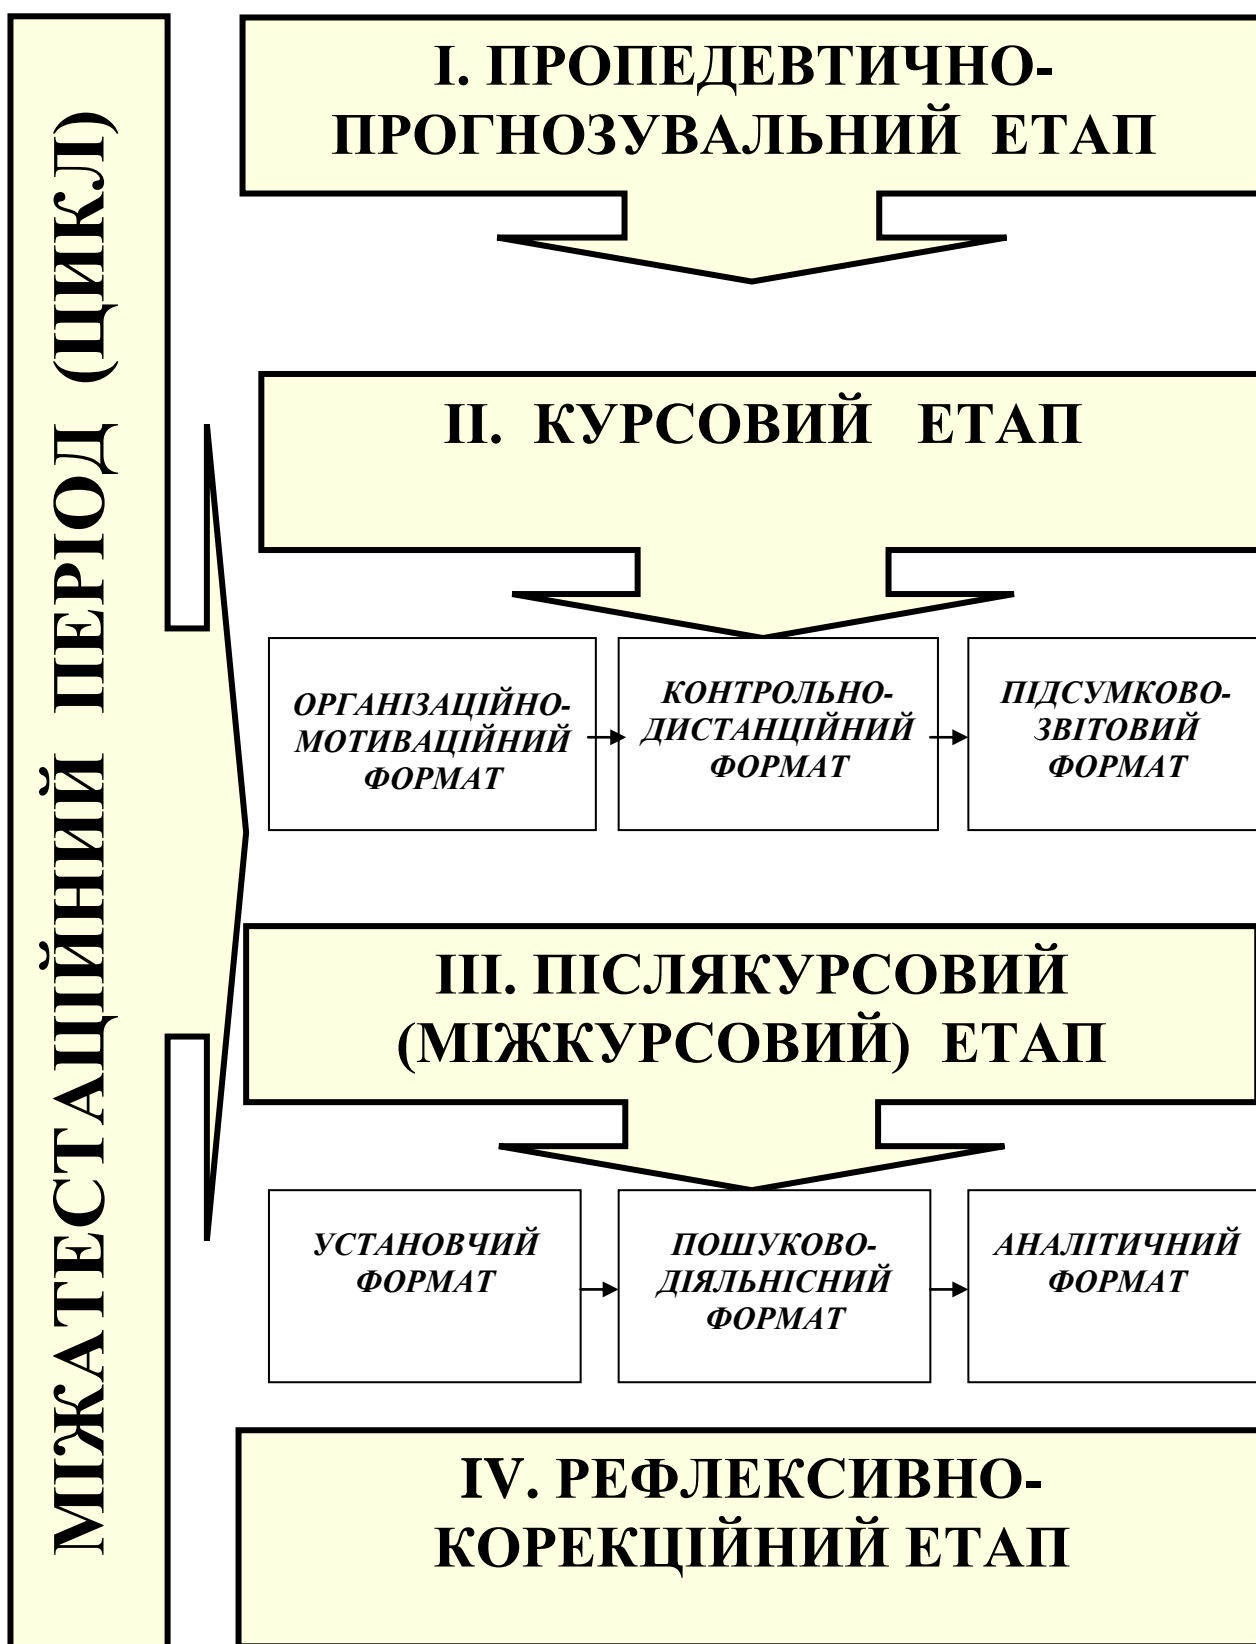 МІЖАТЕСТАЦІЙНИЙ ПЕРІОД (ЦИКЛ)
І. ПРОПЕДЕВТИЧНО-
ПРОГНОЗУВАЛЬНИЙ ЕТАП
ІІ. КУРСОВИЙ ЕТАП
ОРГАНІЗАЦІЙНО-
МОТИВАЦІЙНИЙ
ФОРМАТ
КОНТРОЛЬНО-
ДИСТАНЦІЙНИЙ
ФОРМАТ
ПІДСУМКОВО-
ЗВІТОВИЙ
ФОРМАТ
ІІІ. ПІСЛЯКУРСОВИЙ
(МІЖКУРСОВИЙ) ЕТАП
УСТАНОВЧИЙ
ФОРМАТ
ПОШУКОВО-
ДІЯЛЬНІСНИЙ
ФОРМАТ
АНАЛІТИЧНИЙ
ФОРМАТ
IV. РЕФЛЕКСИВНО-
КОРЕКЦІЙНИЙ ЕТАП